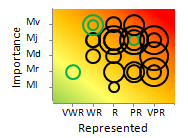 Importance
Mv
Mj
Md
Mr
Ml
VWR WR R PR VPR
Represented